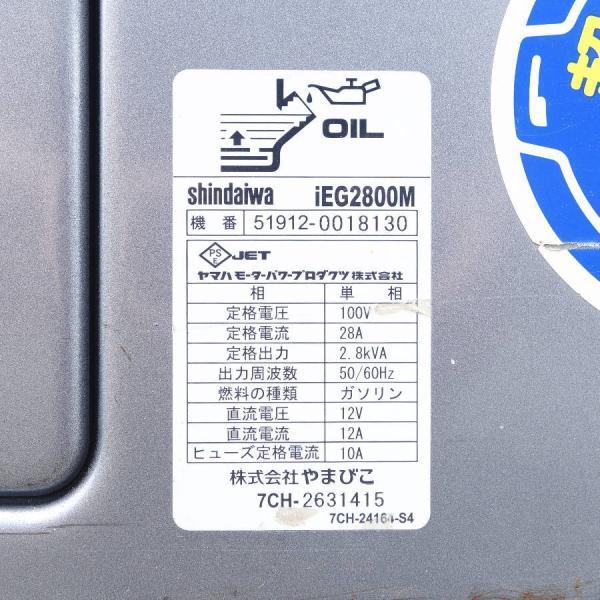 OIL
shindaiwa iEG2800M
機番 51912-0018130
PS E JET
ヤマハモーターパワープロダクツ株式会社
相 単相
定格電圧 100V
定格電流 28A
定格出力 2.8kVA
出力周波数 50/60Hz
燃料の種類 ガソリン
直流電圧 12V
直流電流 12A
ヒューズ定格電流 10A
株式会社やまびこ
7CH-2631415
7CH-24164-S4